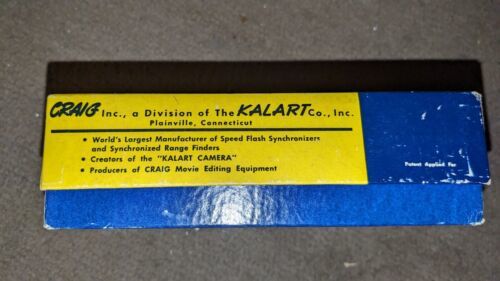 CRAIG Inc., a Division of The KALART Co., Inc.
Plainville, Connecticut
• World's Largest Manufacturer of Speed Flash Synchronizers
and Synchronized Range Finders
• Creators of the "KALART CAMERA"
• Producers of CRAIG Movie Editing Equipment
Patent Applied For